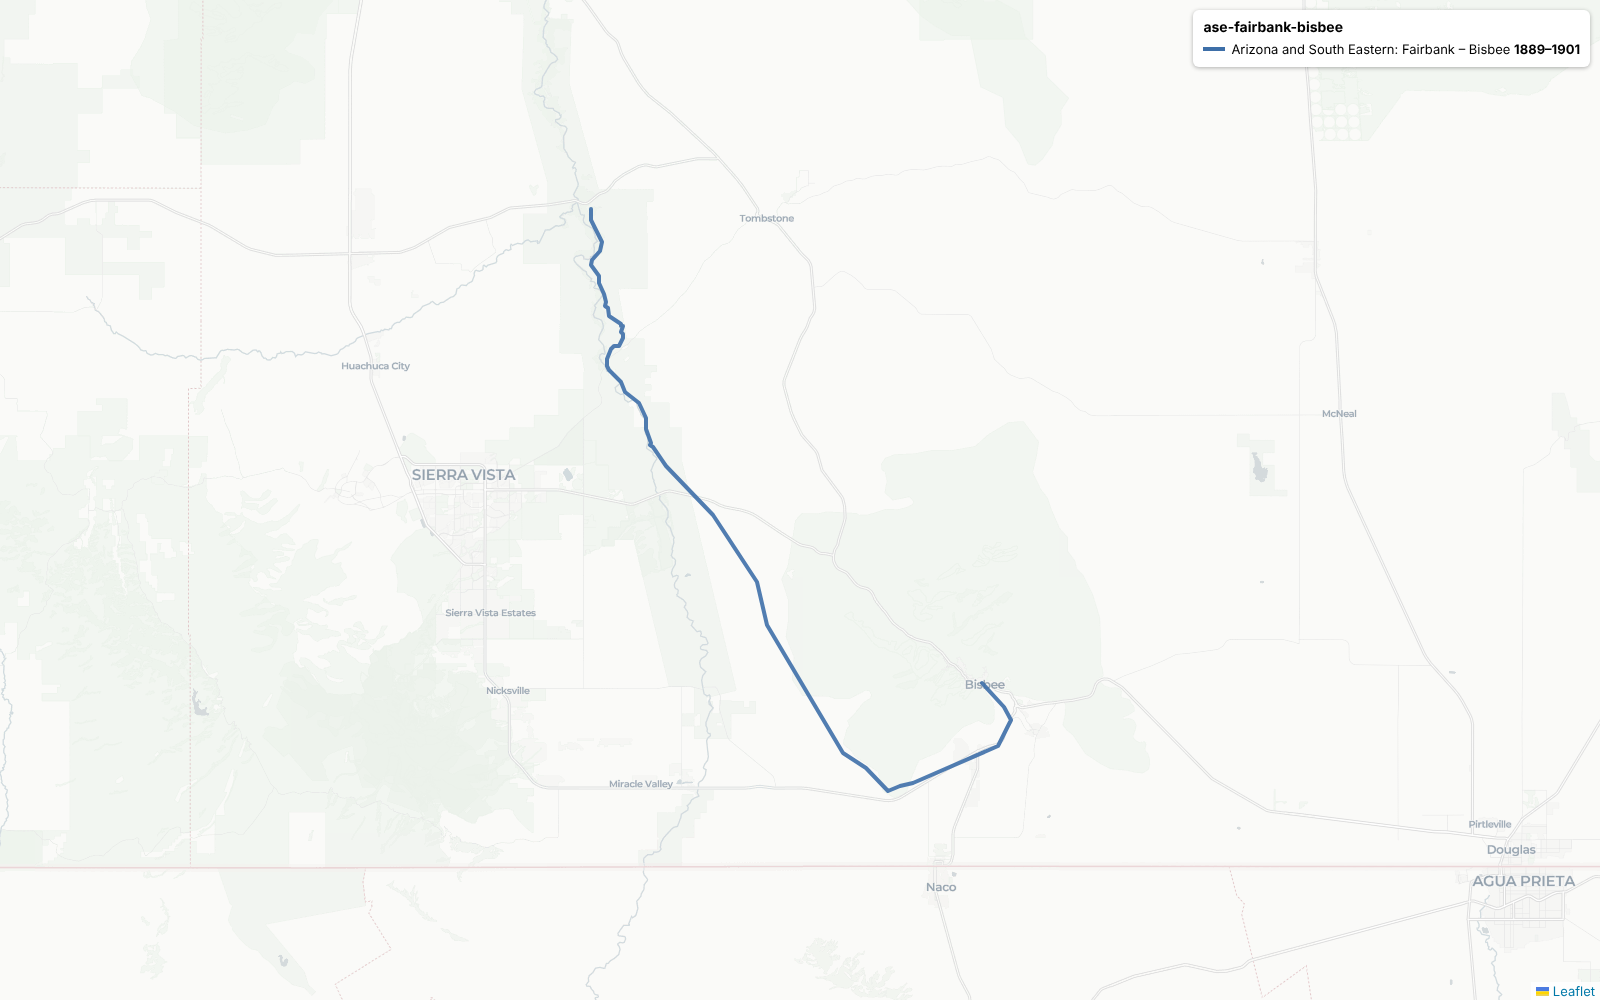 ase-fairbank-bisbee
Arizona and South Eastern: Fairbank – Bisbee 1889–1901
Tombstone
Huachuca City
McNeal
SIERRA VISTA
Sierra Vista Estates
Bisbee
Nicksville
Miracle Valley
Pirtleville
Douglas
AGUA PRIETA
Naco
Leaflet